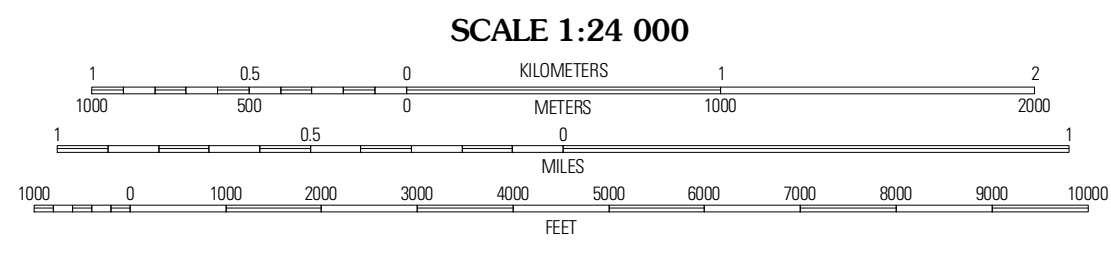 SCALE 1:24 000
1 0.5 0 KILOMETERS 1 2
1000 500 0 METERS 1000 2000
1 0.5 0 1
MILES
1000 0 1000 2000 3000 4000 5000 6000 7000 8000 9000 10000
FEET